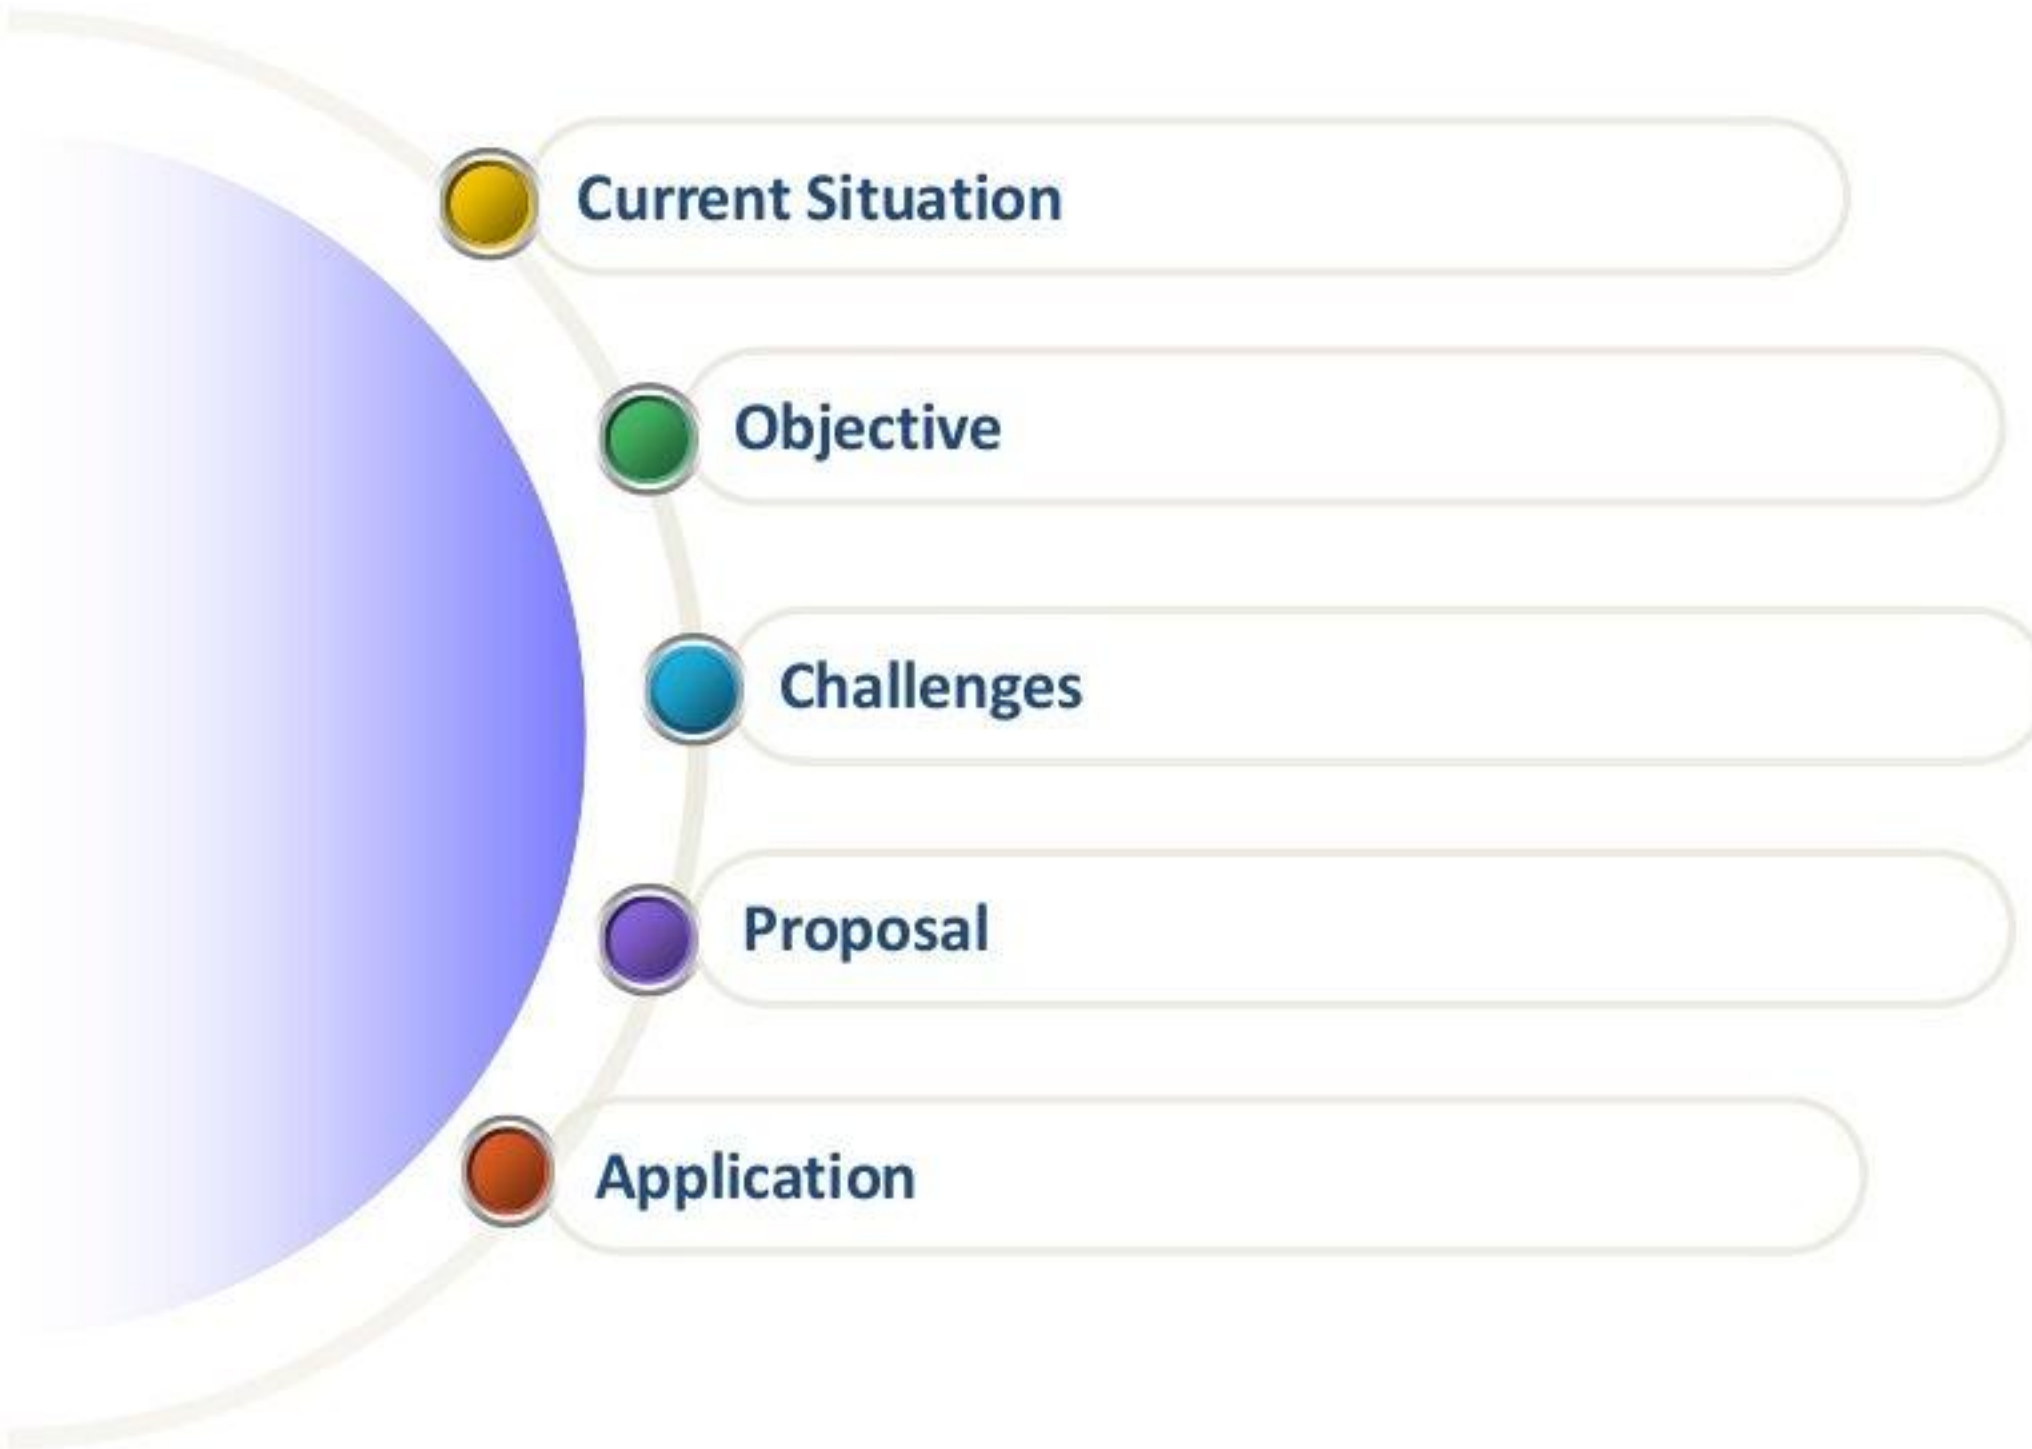 Current Situation
Objective
Challenges
Proposal
Application